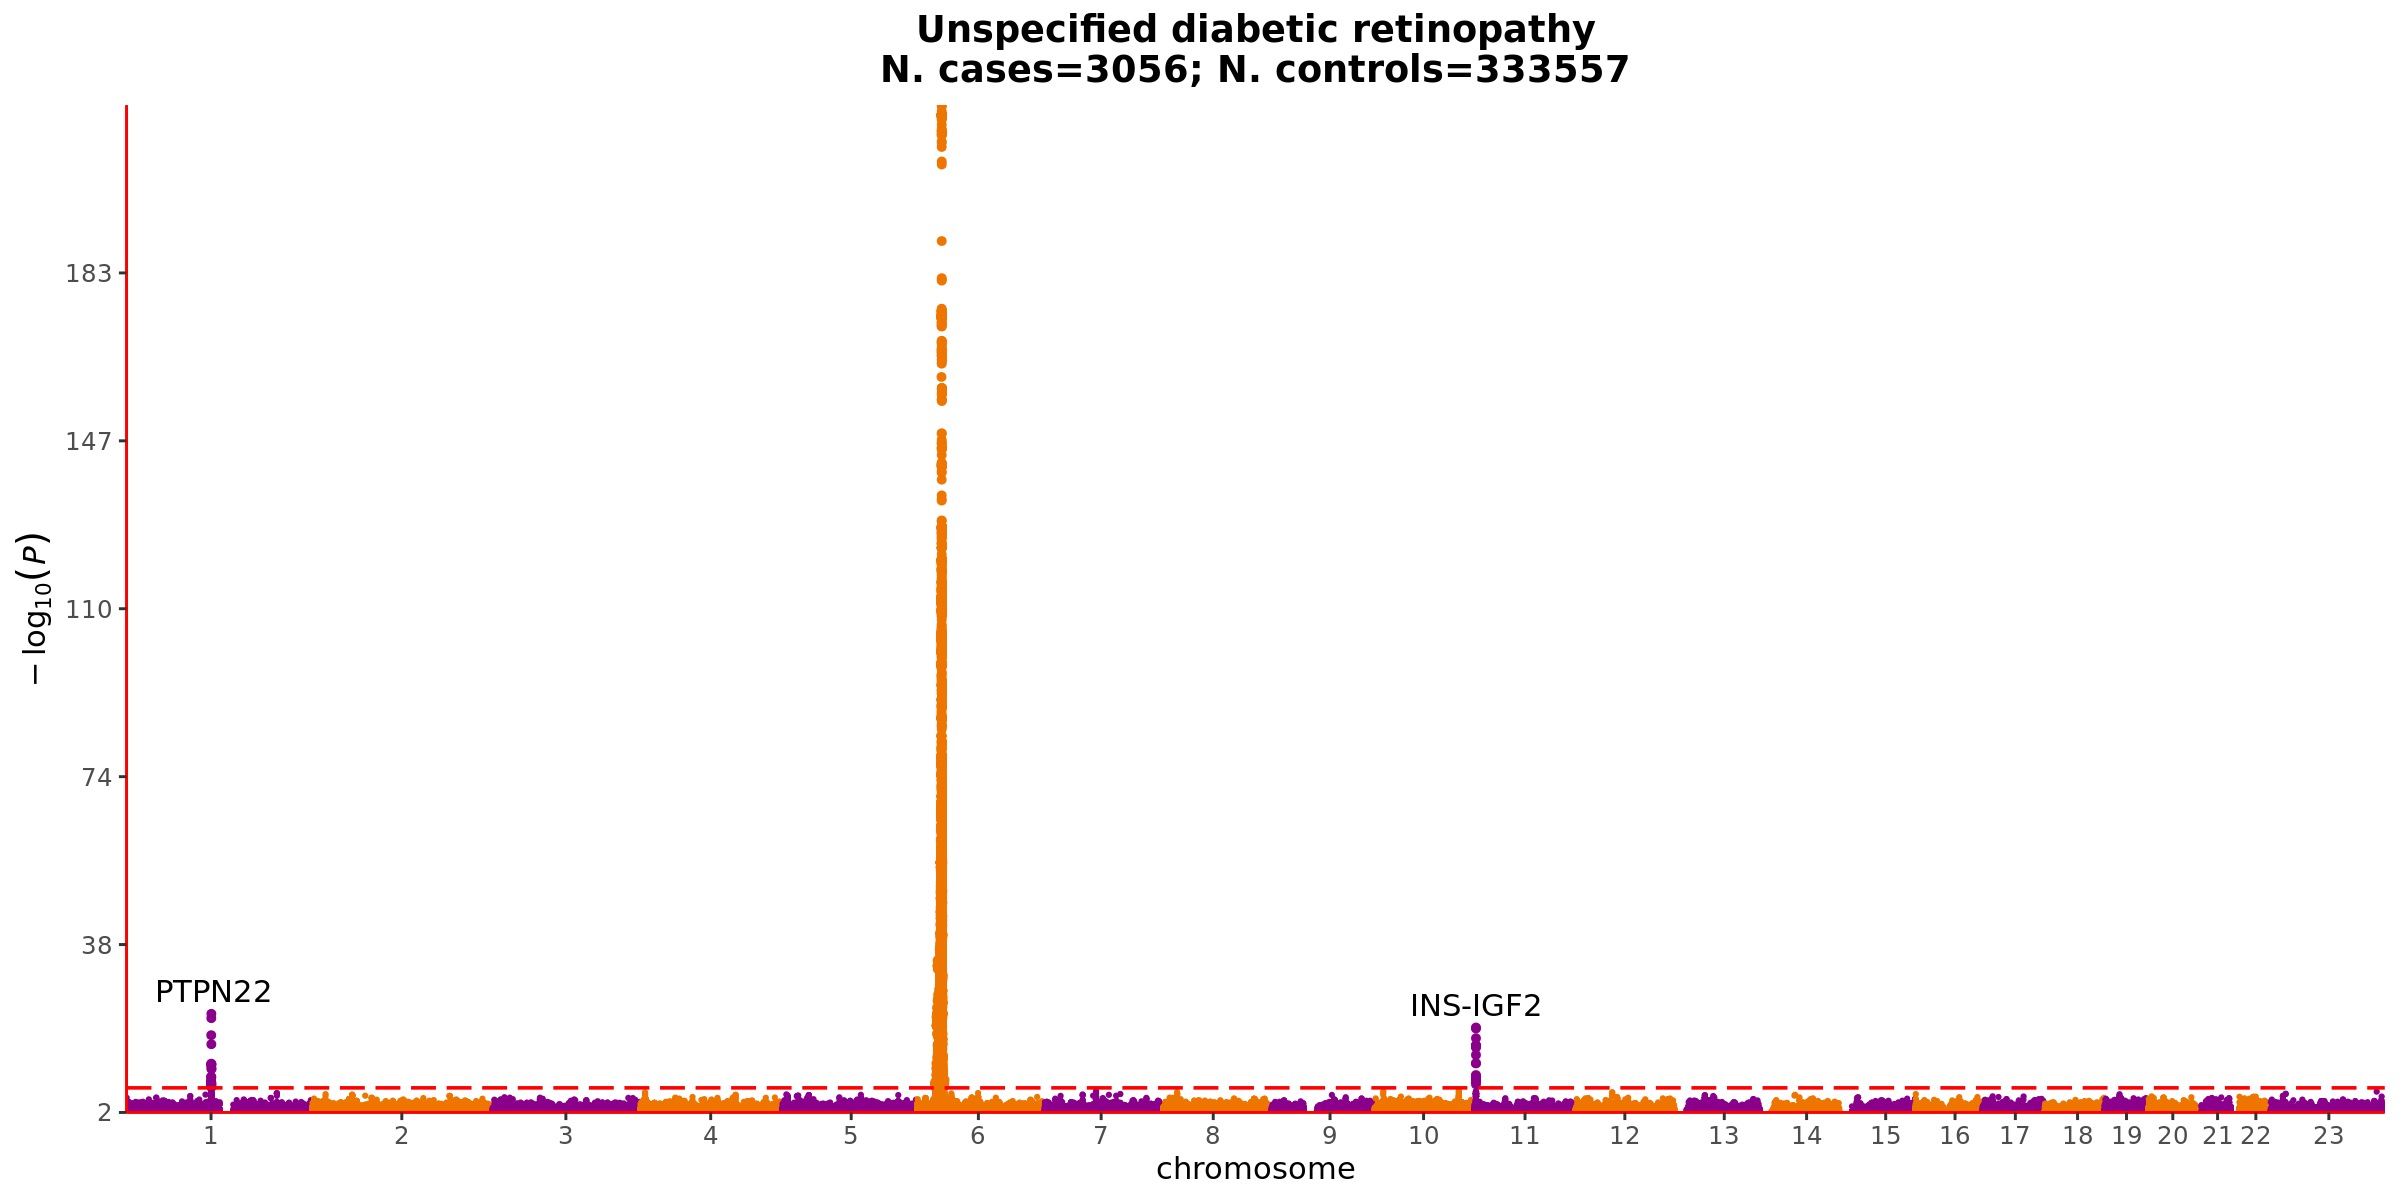 Unspecified diabetic retinopathy
N. cases=3056; N. controls=333557
183
147
110
74
38
2
−log₁₀(P)
PTPN22
INS-IGF2
1 2 3 4 5 6 7 8 9 10 11 12 13 14 15 16 17 18 19 20 21 22 23
chromosome